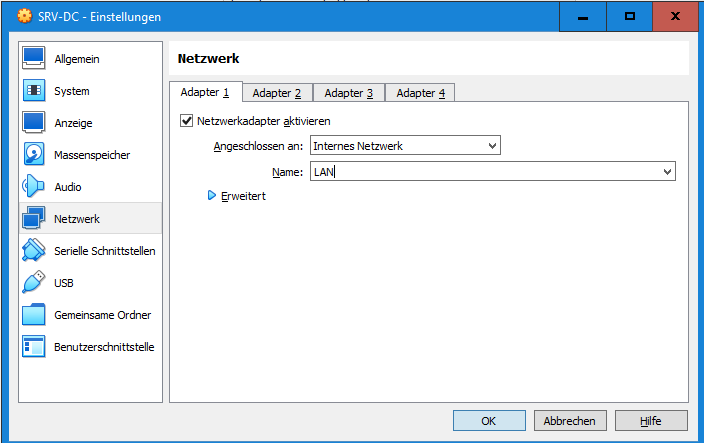 SRV-DC - Einstellungen
Allgemein
System
Anzeige
Massenspeicher
Audio
Netzwerk
Serielle Schnittstellen
USB
Gemeinsame Ordner
Benutzerschnittstelle
Netzwerk
Adapter 1 Adapter 2 Adapter 3 Adapter 4
Netzwerkadapter aktivieren
Angeschlossen an: Internes Netzwerk
Name: LAN
Erweitert
OK Abbrechen Hilfe